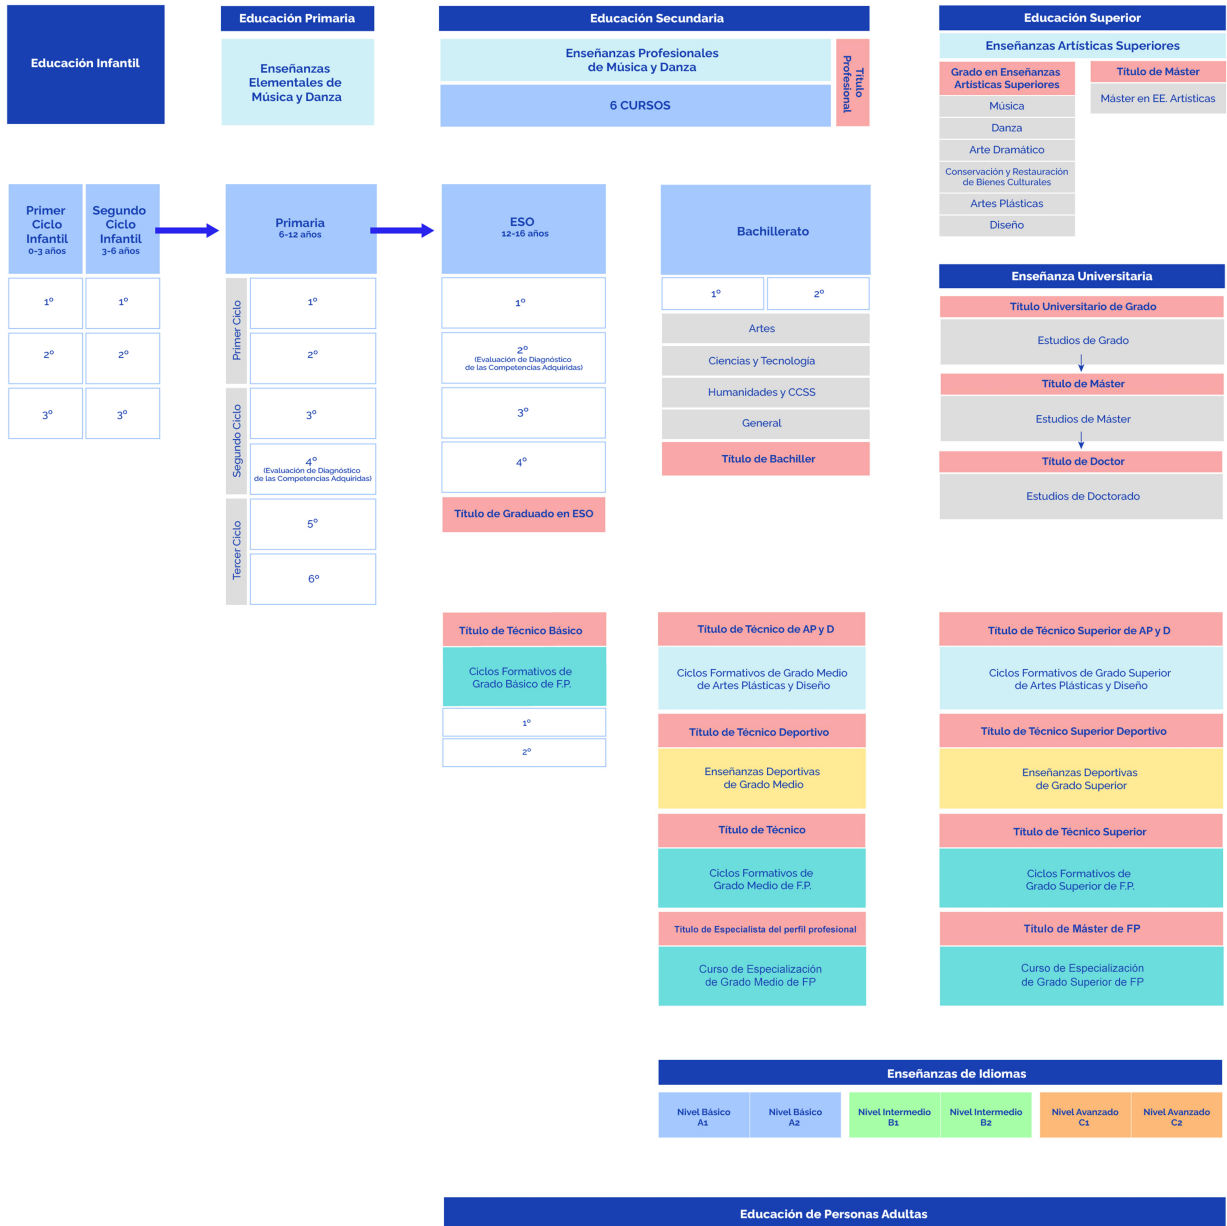 Educación Infantil
Educación Primaria
Enseñanzas
Elementales de
Música y Danza
Educación Secundaria
Enseñanzas Profesionales
de Música y Danza
6 CURSOS
Título
Profesional
Educación Superior
Enseñanzas Artísticas Superiores
Grado en Enseñanzas
Artísticas Superiores
Música
Danza
Arte Dramático
Conservación y Restauración
de Bienes Culturales
Artes Plásticas
Diseño
Título de Máster
Máster en EE. Artísticas
Primer
Ciclo
Infantil
0-3 años
1º
2º
3º
Segundo
Ciclo
Infantil
3-6 años
1º
2º
3º
Primaria
6-12 años
Primer Ciclo
1º
2º
Segundo Ciclo
3º
4º
(Evaluación de Diagnóstico
de las Competencias Adquiridas)
Tercer Ciclo
5º
6º
ESO
12-16 años
1º
2º
(Evaluación de Diagnóstico
de las Competencias Adquiridas)
3º
4º
Título de Graduado en ESO
Bachillerato
1º
2º
Artes
Ciencias y Tecnología
Humanidades y CCSS
General
Título de Bachiller
Enseñanza Universitaria
Título Universitario de Grado
Estudios de Grado
Título de Máster
Estudios de Máster
Título de Doctor
Estudios de Doctorado
Título de Técnico Básico
Ciclos Formativos de
Grado Básico de F.P.
1º
2º
Título de Técnico de AP y D
Ciclos Formativos de Grado Medio
de Artes Plásticas y Diseño
Título de Técnico Deportivo
Enseñanzas Deportivas
de Grado Medio
Título de Técnico
Ciclos Formativos de
Grado Medio de F.P.
Título de Especialista del perfil profesional
Curso de Especialización
de Grado Medio de FP
Título de Técnico Superior de AP y D
Ciclos Formativos de Grado Superior
de Artes Plásticas y Diseño
Título de Técnico Superior Deportivo
Enseñanzas Deportivas
de Grado Superior
Título de Técnico Superior
Ciclos Formativos de
Grado Superior de F.P.
Título de Máster de FP
Curso de Especialización
de Grado Superior de FP
Enseñanzas de Idiomas
Nivel Básico
A1
Nivel Básico
A2
Nivel Intermedio
B1
Nivel Intermedio
B2
Nivel Avanzado
C1
Nivel Avanzado
C2
Educación de Personas Adultas